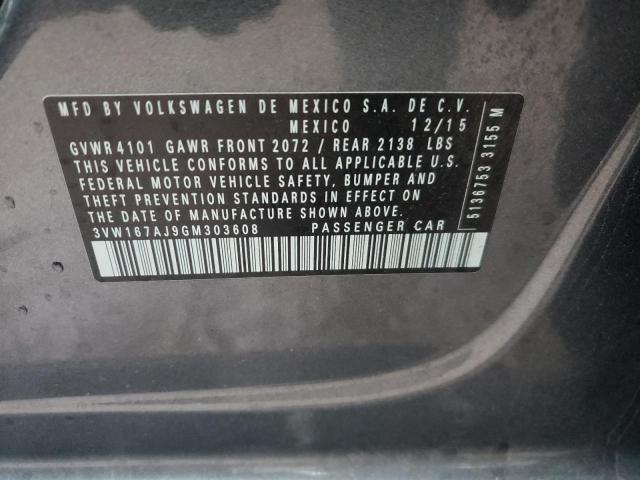 MFD BY VOLKSWAGEN DE MEXICO S.A. DE C.V.
MEXICO 12/15
GVWR 4101 GAWR FRONT 2072 / REAR 2138 LBS
THIS VEHICLE CONFORMS TO ALL APPLICABLE U.S.
FEDERAL MOTOR VEHICLE SAFETY, BUMPER AND
THEFT PREVENTION STANDARDS IN EFFECT ON
THE DATE OF MANUFACTURE SHOWN ABOVE.
3VW167AJ9GM303608 PASSENGER CAR
5136753 3155 M